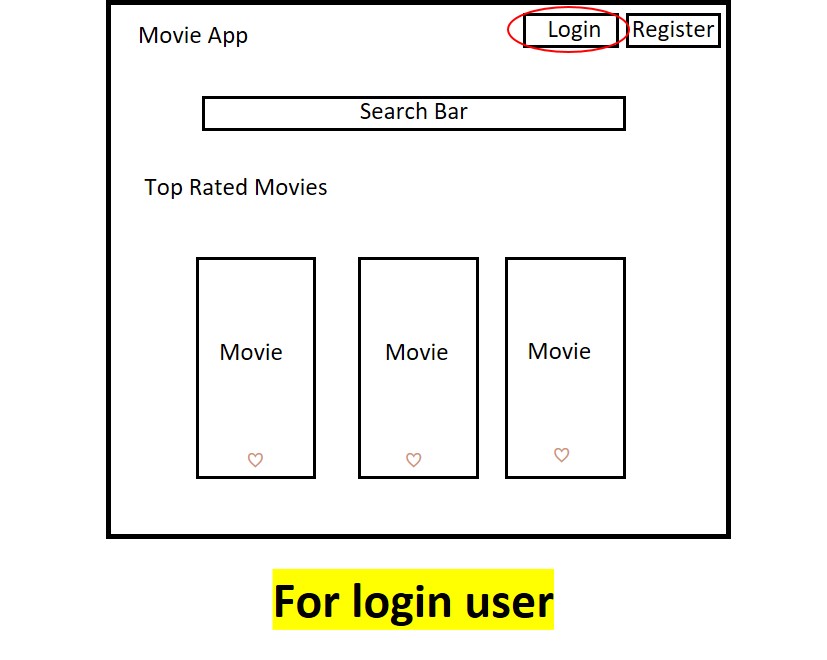 Movie App
Login
Register
Search Bar
Top Rated Movies
Movie
Movie
Movie
For login user